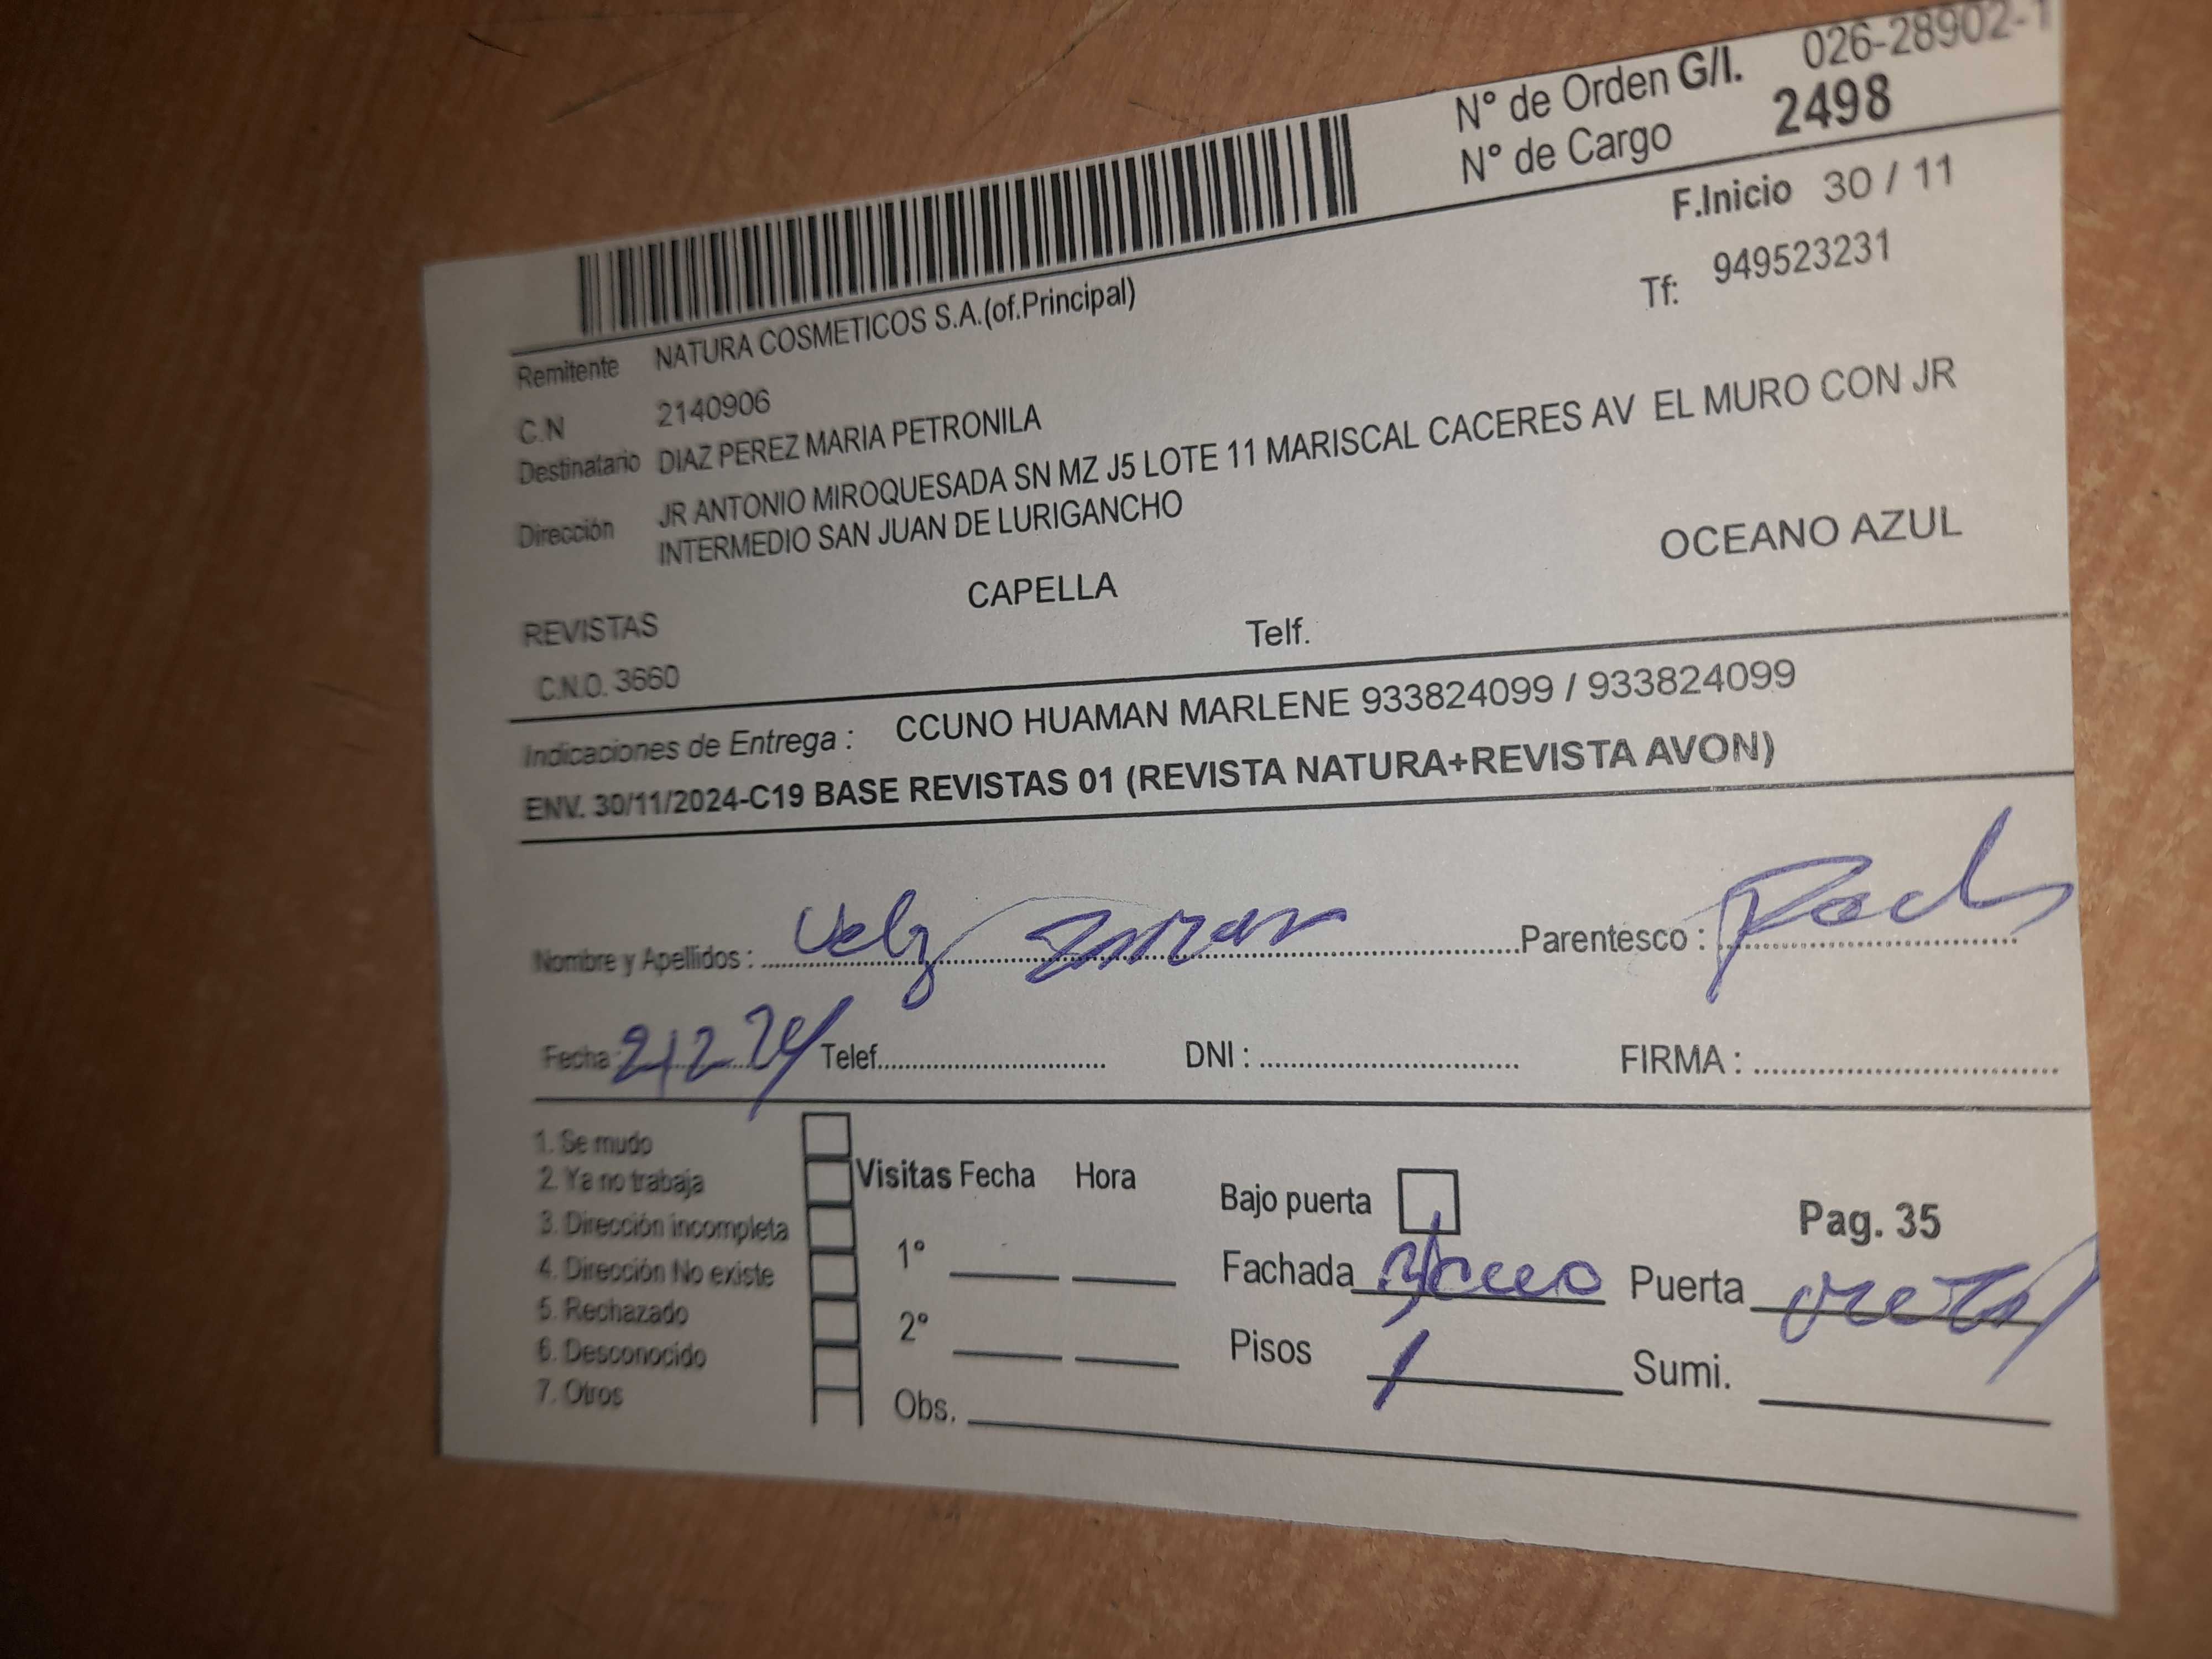 N° de Orden G/I. 026-28902-1
N° de Cargo 2498
F.Inicio 30 / 11
Remitente NATURA COSMETICOS S.A.(of.Principal)
Tf: 949523231
C.N 2140906
Destinatario DIAZ PEREZ MARIA PETRONILA
Dirección JR ANTONIO MIROQUESADA SN MZ J5 LOTE 11 MARISCAL CACERES AV EL MURO CON JR
INTERMEDIO SAN JUAN DE LURIGANCHO
REVISTAS CAPELLA OCEANO AZUL
C.N.O. 3660 Telf.
Indicaciones de Entrega : CCUNO HUAMAN MARLENE 933824099 / 933824099
ENV. 30/11/2024-C19 BASE REVISTAS 01 (REVISTA NATURA+REVISTA AVON)
Nombre y Apellidos : Parentesco :
Fecha: 2/2 24 Telef. DNI : FIRMA :
1. Se mudo
2. Ya no trabaja
3. Dirección incompleta
4. Dirección No existe
5. Rechazado
6. Desconocido
7. Otros
Visitas Fecha Hora
1°
2°
Obs.
Bajo puerta Pag. 35
Fachada Puerta metal
Pisos 1 Sumi.